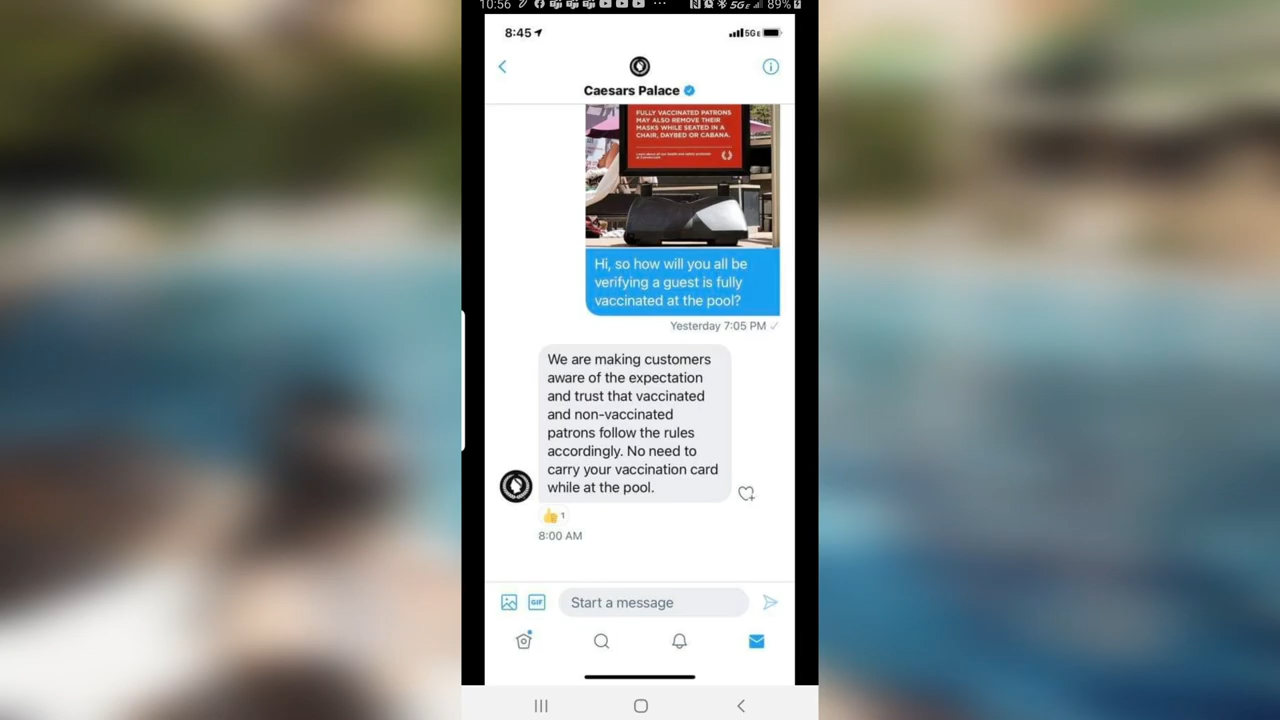 10:56
5GE
89%
8:45
5GE
Caesars Palace
FULLY VACCINATED PATRONS
MAY ALSO REMOVE THEIR
MASKS WHILE SEATED IN A
CHAIR, DAYBED OR CABANA.
Hi, so how will you all be
verifying a guest is fully
vaccinated at the pool?
Yesterday 7:05 PM
We are making customers
aware of the expectation
and trust that vaccinated
and non-vaccinated
patrons follow the rules
accordingly. No need to
carry your vaccination card
while at the pool.
1
8:00 AM
GIF
Start a message